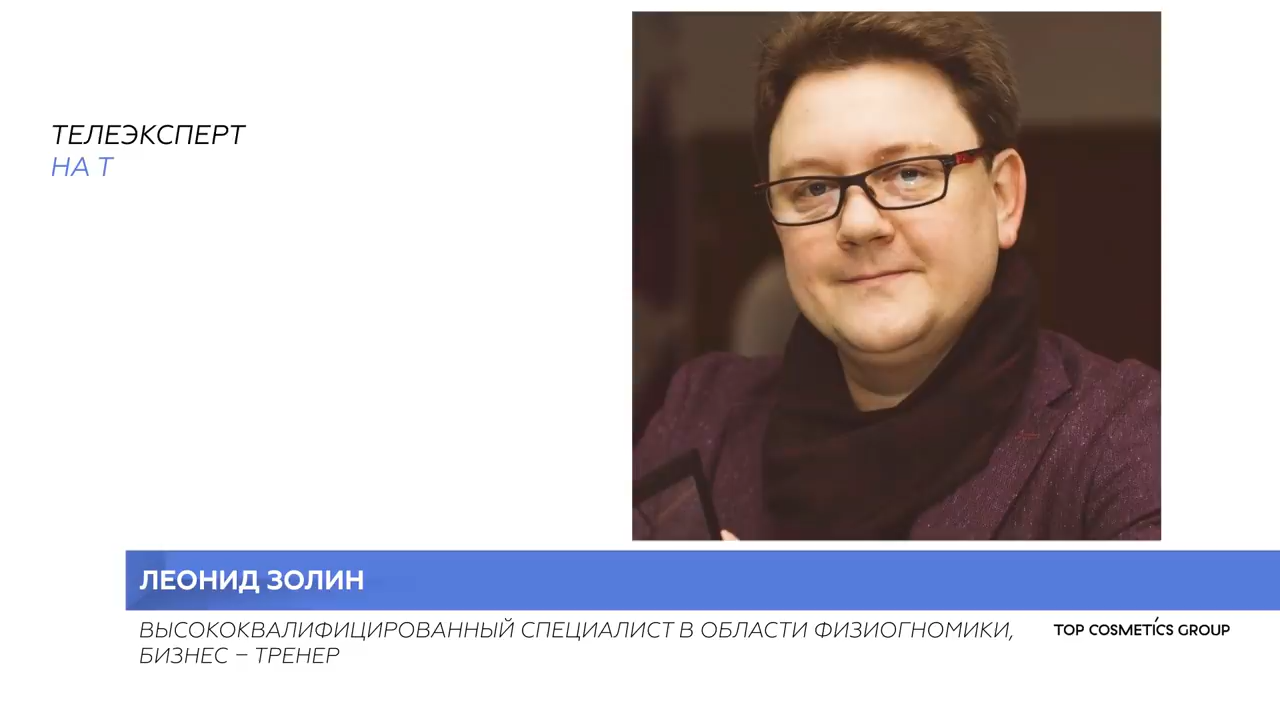 ТЕЛЕЭКСПЕРТ
НА Т
ЛЕОНИД ЗОЛИН
ВЫСОКОКВАЛИФИЦИРОВАННЫЙ СПЕЦИАЛИСТ В ОБЛАСТИ ФИЗИОГНОМИКИ,
БИЗНЕС – ТРЕНЕР
TOP COSMETICS GROUP